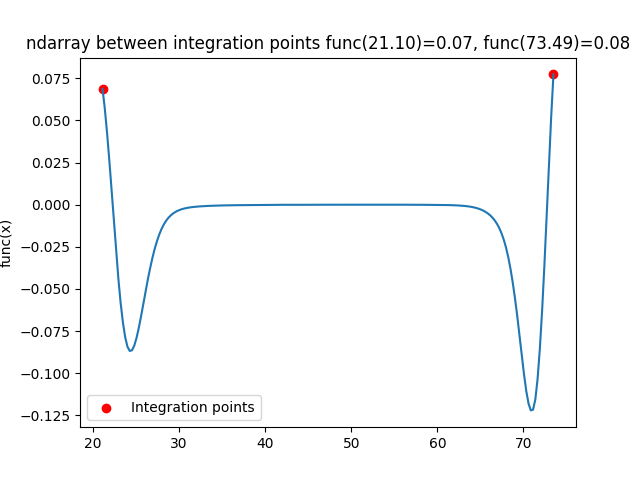 ndarray between integration points func(21.10)=0.07, func(73.49)=0.08
0.075
0.050
0.025
0.000
−0.025
−0.050
−0.075
−0.100
−0.125
func(x)
Integration points
20 30 40 50 60 70